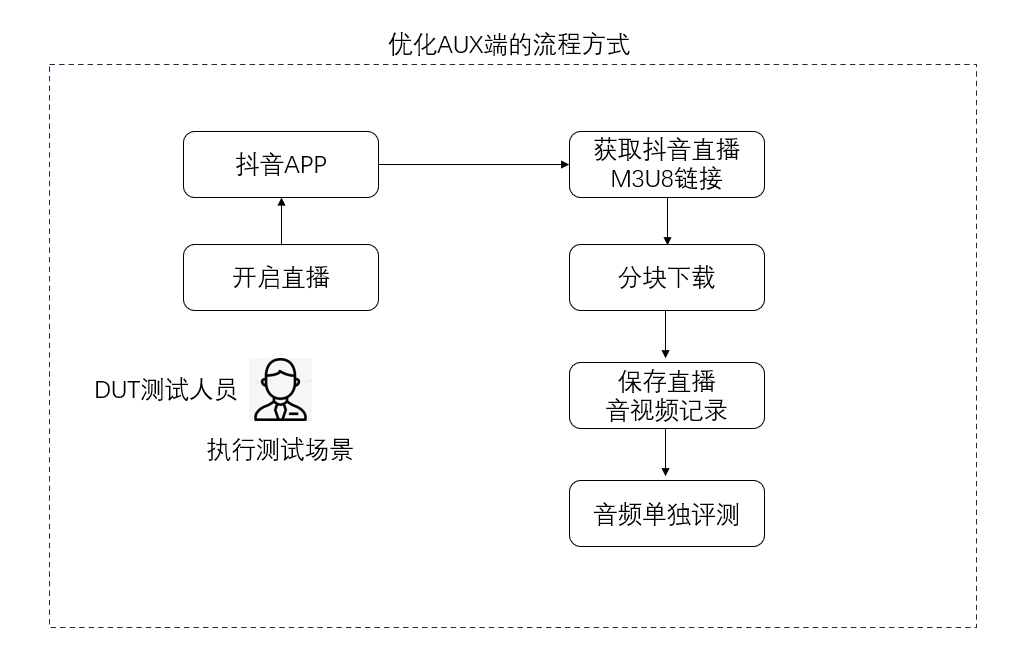 优化AUX端的流程方式
抖音APP
获取抖音直播
M3U8链接
开启直播
分块下载
DUT测试人员
执行测试场景
保存直播
音视频记录
音频单独评测